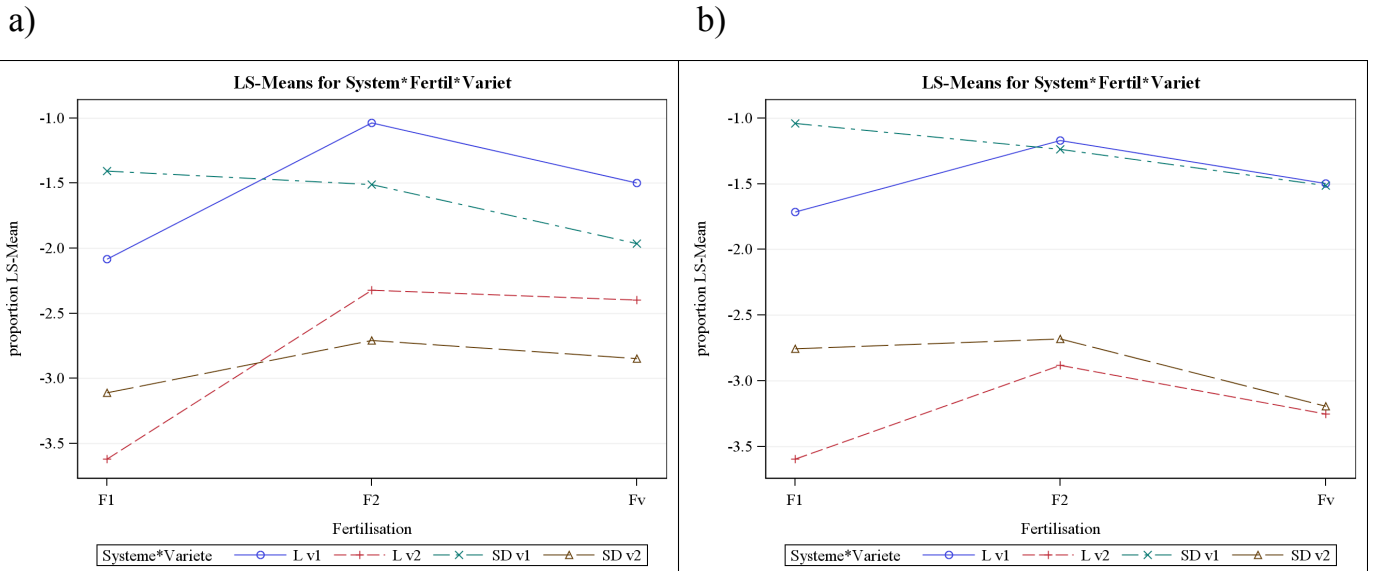 a)
LS-Means for System*Fertil*Variet
proportion LS-Mean
-1.0
-1.5
-2.0
-2.5
-3.0
-3.5
F1 F2 Fv
Fertilisation
Systeme*Variete L v1 L v2 SD v1 SD v2
b)
LS-Means for System*Fertil*Variet
proportion LS-Mean
-1.0
-1.5
-2.0
-2.5
-3.0
-3.5
F1 F2 Fv
Fertilisation
Systeme*Variete L v1 L v2 SD v1 SD v2